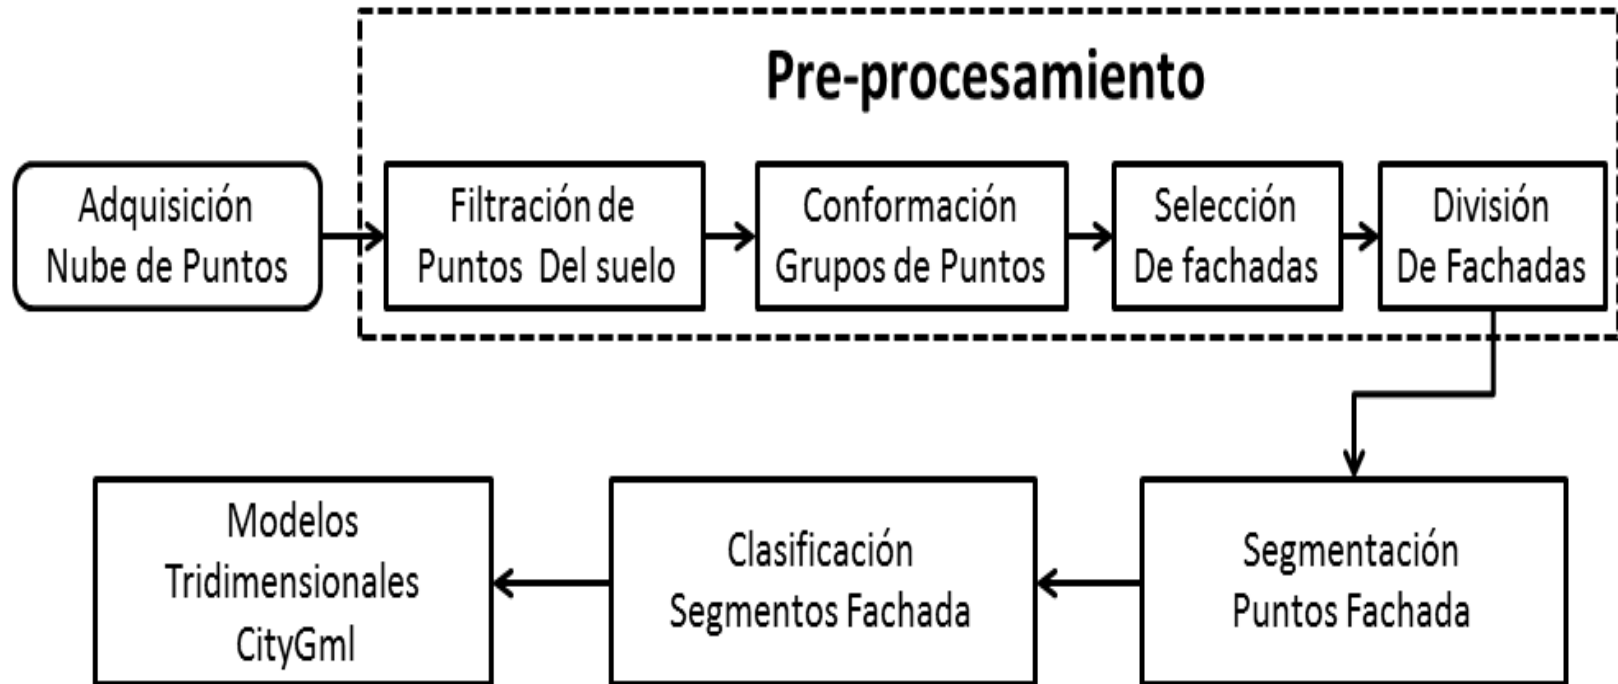 Pre-procesamiento
Adquisición
Nube de Puntos
Filtración de
Puntos Del suelo
Conformación
Grupos de Puntos
Selección
De fachadas
División
De Fachadas
Segmentación
Puntos Fachada
Clasificación
Segmentos Fachada
Modelos
Tridimensionales
CityGml